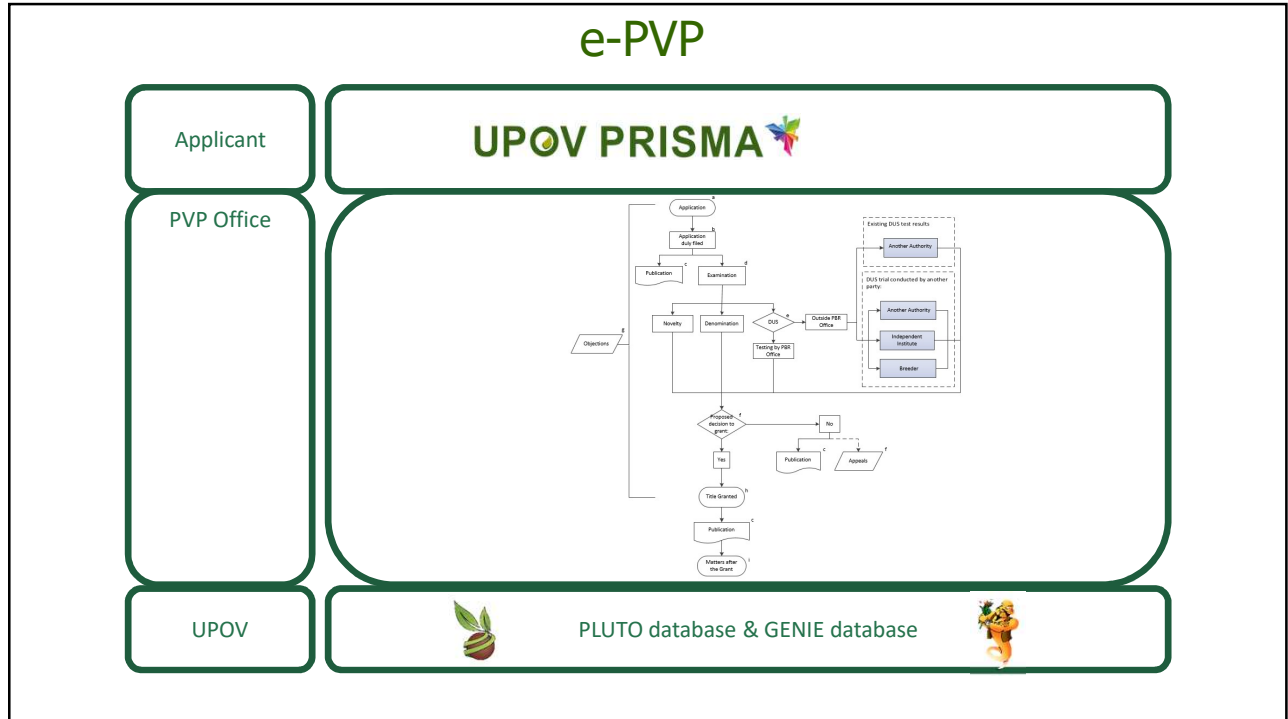 e-PVP
Applicant
UPOV PRISMA
PVP Office
a
Application
b
Application
duly filed
c
Publication
d
Examination
Existing DUS test results
Another Authority
DUS trial conducted by another
party:
Another Authority
Independent
Institute
Breeder
Novelty
Denomination
e
DUS
Outside PBR
Office
Testing by PBR
Office
g
Objections
f
Proposed
decision to
grant:
No
Yes
c
Publication
f
Appeals
h
Title Granted
c
Publication
i
Matters after
the Grant
UPOV
PLUTO database & GENIE database